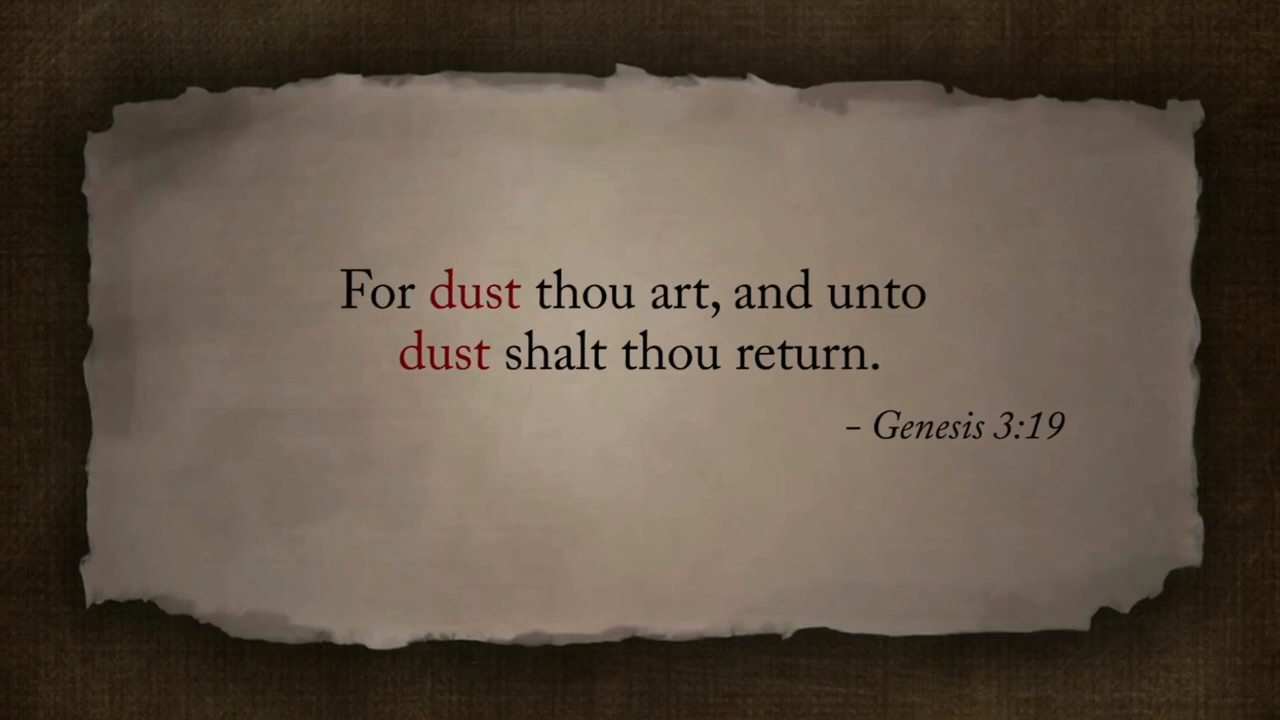 For dust thou art, and unto
dust shalt thou return.
– Genesis 3:19